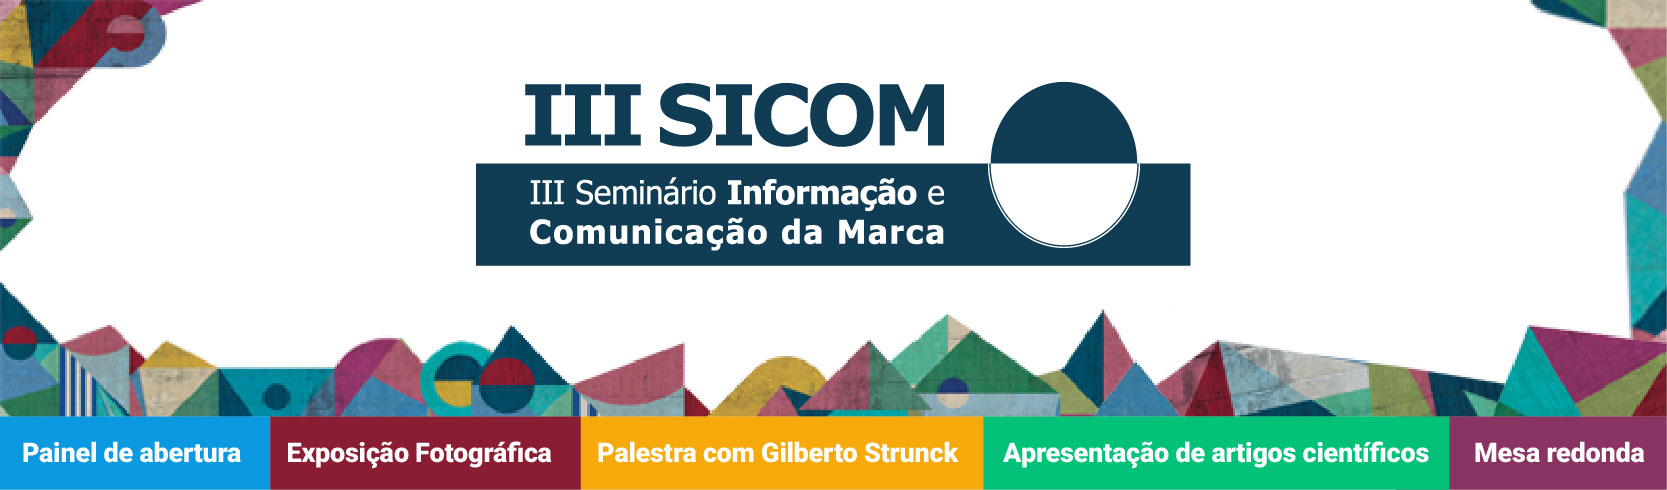 III SICOM
III Seminário Informação e
Comunicação da Marca
Painel de abertura
Exposição Fotográfica
Palestra com Gilberto Strunck
Apresentação de artigos científicos
Mesa redonda